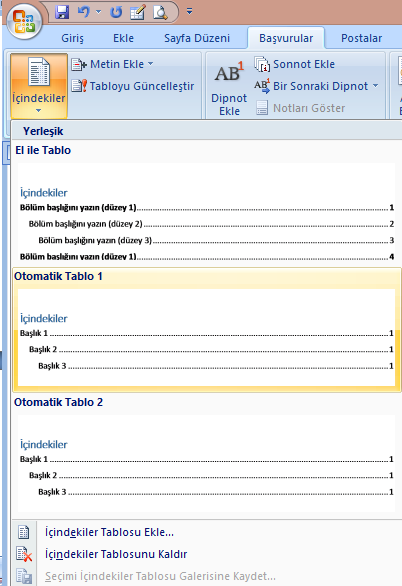 Giriş Ekle Sayfa Düzeni Başvurular Postalar
İçindekiler
Metin Ekle
Tabloyu Güncelleştir
AB¹
Dipnot Ekle
Sonnot Ekle
AB Bir Sonraki Dipnot
Notları Göster
Yerleşik
El ile Tablo
İçindekiler
Bölüm başlığını yazın (düzey 1)....................1
Bölüm başlığını yazın (düzey 2)....................2
Bölüm başlığını yazın (düzey 3)....................3
Bölüm başlığını yazın (düzey 1)....................4
Otomatik Tablo 1
İçindekiler
Başlık 1....................1
Başlık 2....................1
Başlık 3....................1
Otomatik Tablo 2
İçindekiler
Başlık 1....................1
Başlık 2....................1
Başlık 3....................1
İçindekiler Tablosu Ekle...
İçindekiler Tablosunu Kaldır
Seçimi İçindekiler Tablosu Galerisine Kaydet...